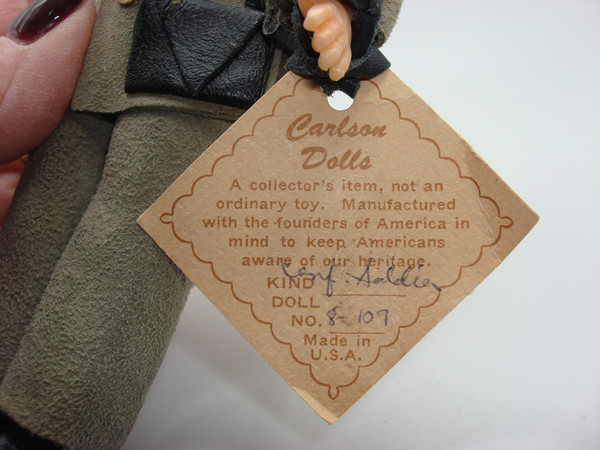 Carlson
Dolls
A collector's item, not an
ordinary toy. Manufactured
with the founders of America in
mind to keep Americans
aware of our heritage.
KIND Conf. Soldier
DOLL
NO. 8-109
Made in
U.S.A.